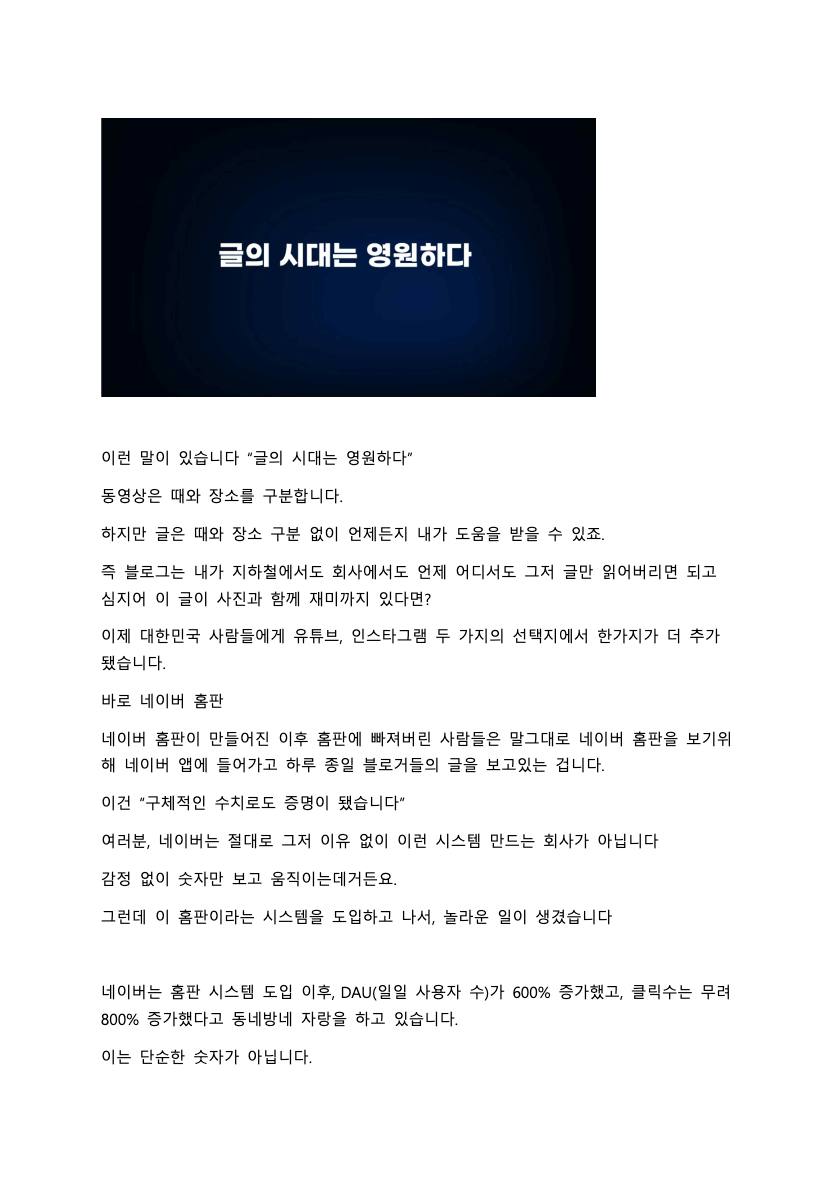 글의 시대는 영원하다
이런 말이 있습니다 “글의 시대는 영원하다”
동영상은 때와 장소를 구분합니다.
하지만 글은 때와 장소 구분 없이 언제든지 내가 도움을 받을 수 있죠.
즉 블로그는 내가 지하철에서도 회사에서도 언제 어디서도 그저 글만 읽어버리면 되고
심지어 이 글이 사진과 함께 재미까지 있다면?
이제 대한민국 사람들에게 유튜브, 인스타그램 두 가지의 선택지에서 한가지가 더 추가
됐습니다.
바로 네이버 홈판
네이버 홈판이 만들어진 이후 홈판에 빠져버린 사람들은 말그대로 네이버 홈판을 보기위
해 네이버 앱에 들어가고 하루 종일 블로거들의 글을 보고있는 겁니다.
이건 “구체적인 수치로도 증명이 됐습니다”
여러분, 네이버는 절대로 그저 이유 없이 이런 시스템 만드는 회사가 아닙니다
감정 없이 숫자만 보고 움직이는데거든요.
그런데 이 홈판이라는 시스템을 도입하고 나서, 놀라운 일이 생겼습니다
네이버는 홈판 시스템 도입 이후, DAU(일일 사용자 수)가 600% 증가했고, 클릭수는 무려
800% 증가했다고 동네방네 자랑을 하고 있습니다.
이는 단순한 숫자가 아닙니다.